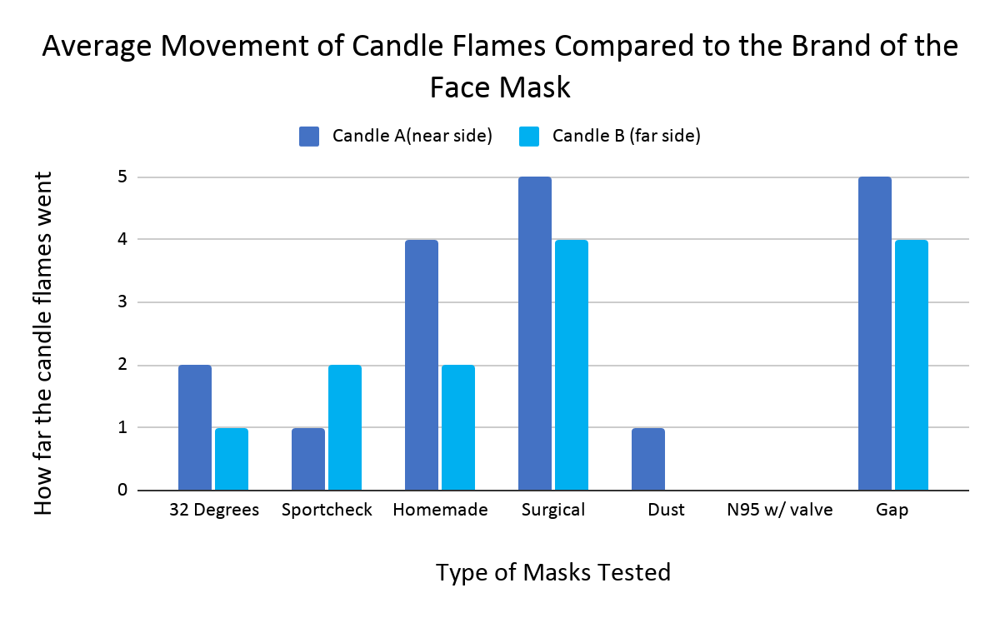 Average Movement of Candle Flames Compared to the Brand of the
Face Mask
Candle A(near side) Candle B (far side)
How far the candle flames went
5
4
3
2
1
0
32 Degrees Sportcheck Homemade Surgical Dust N95 w/ valve Gap
Type of Masks Tested